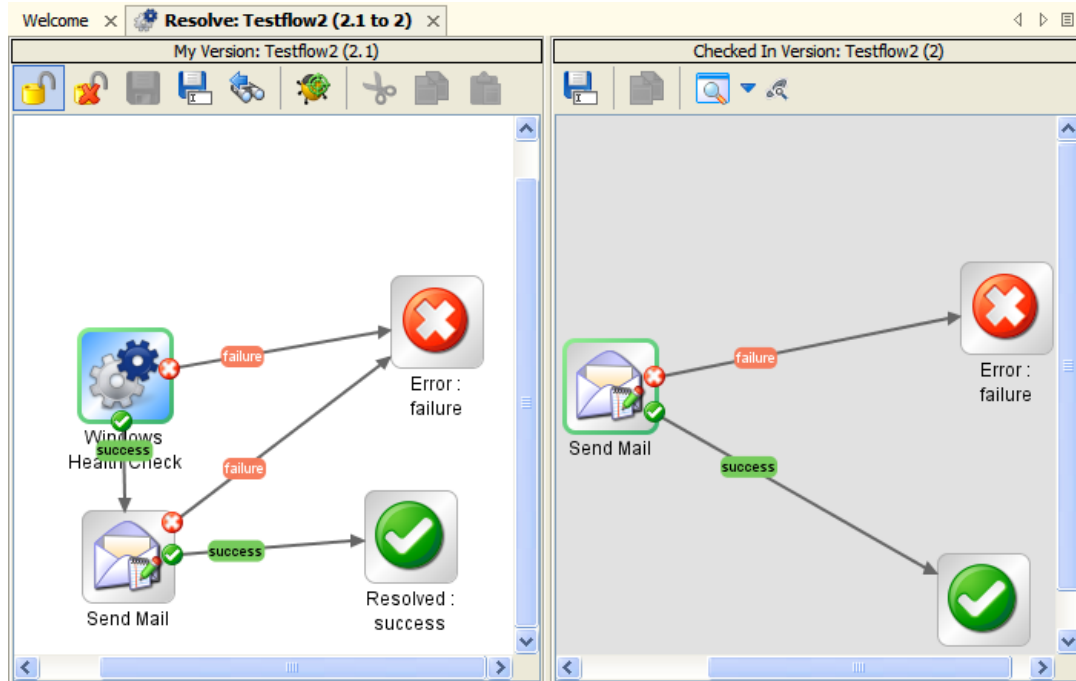 Welcome
Resolve: Testflow2 (2.1 to 2)
My Version: Testflow2 (2.1)
Checked In Version: Testflow2 (2)
failure
Error :
failure
Windows
success
Health Check
failure
success
Send Mail
Resolved :
success
failure
Error :
failure
Send Mail
success